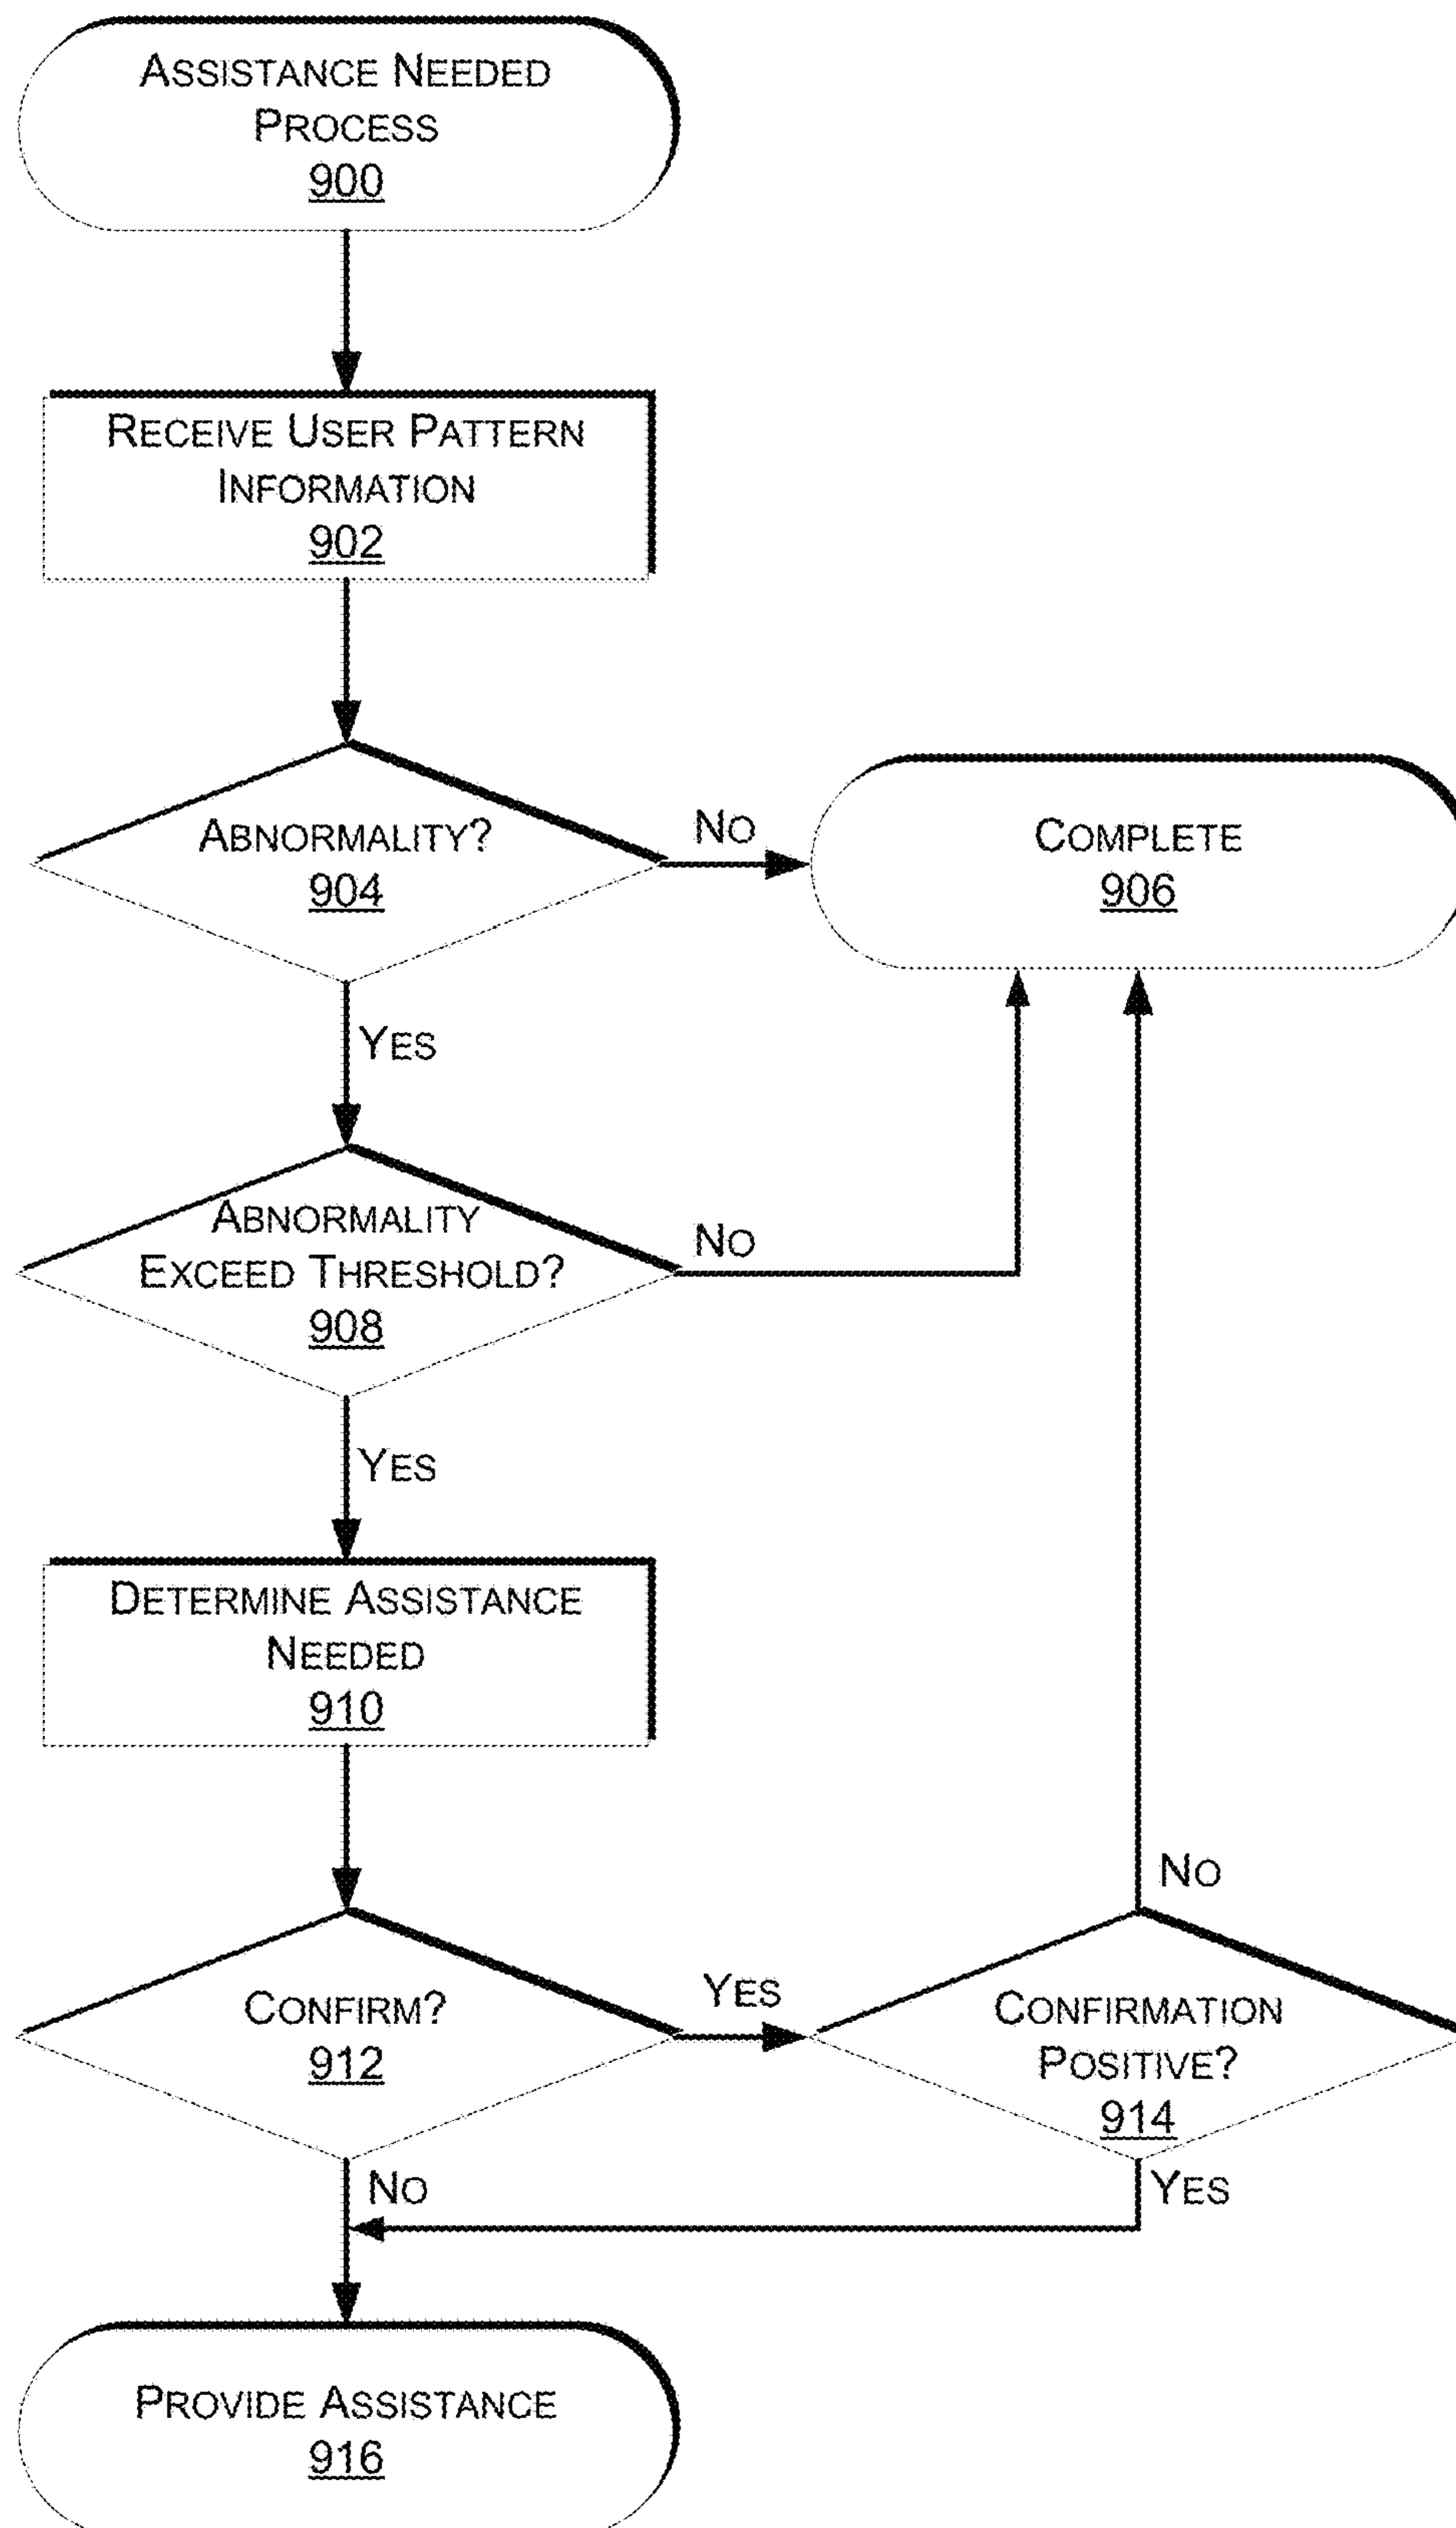 ASSISTANCE NEEDED
PROCESS
900
RECEIVE USER PATTERN
INFORMATION
902
ABNORMALITY?
904
NO
COMPLETE
906
YES
ABNORMALITY
EXCEED THRESHOLD?
908
NO
YES
DETERMINE ASSISTANCE
NEEDED
910
NO
CONFIRM?
912
YES
CONFIRMATION
POSITIVE?
914
NO
YES
PROVIDE ASSISTANCE
916